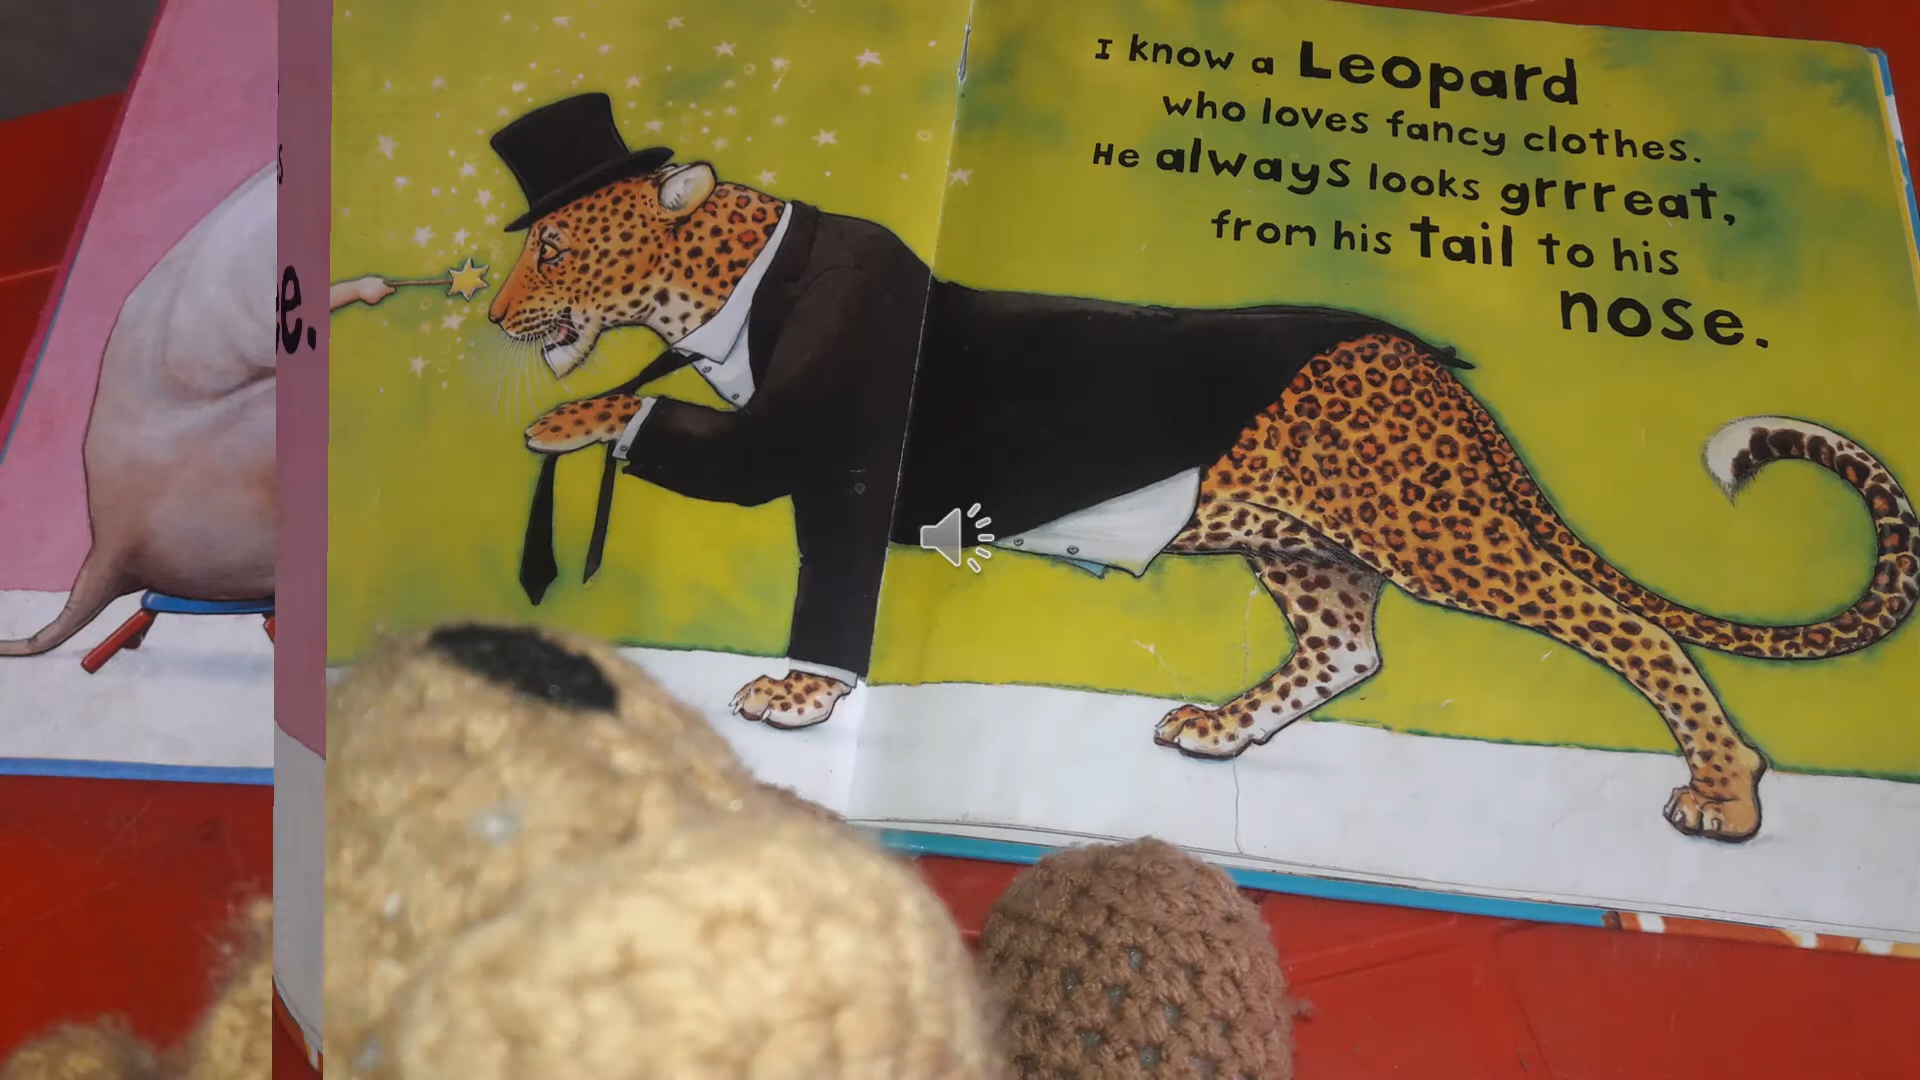 I know a Leopard
who loves fancy clothes.
He always looks grrreat,
from his tail to his
nose.